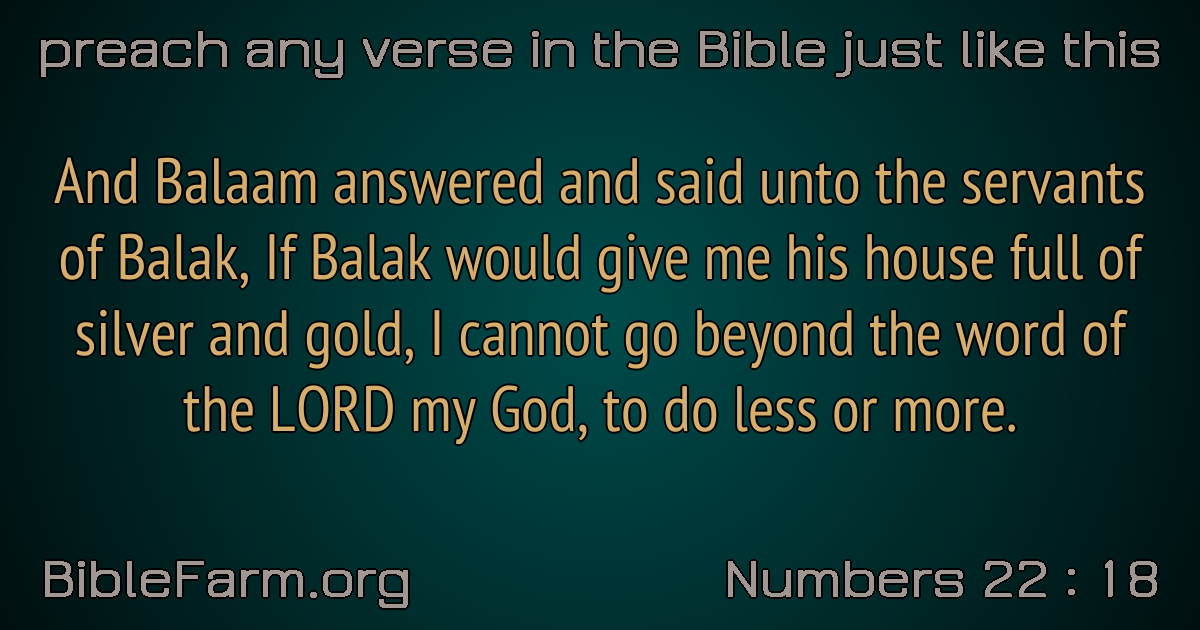 preach any verse in the Bible just like this
And Balaam answered and said unto the servants
of Balak, If Balak would give me his house full of
silver and gold, I cannot go beyond the word of
the LORD my God, to do less or more.
BibleFarm.org
Numbers 22 : 18